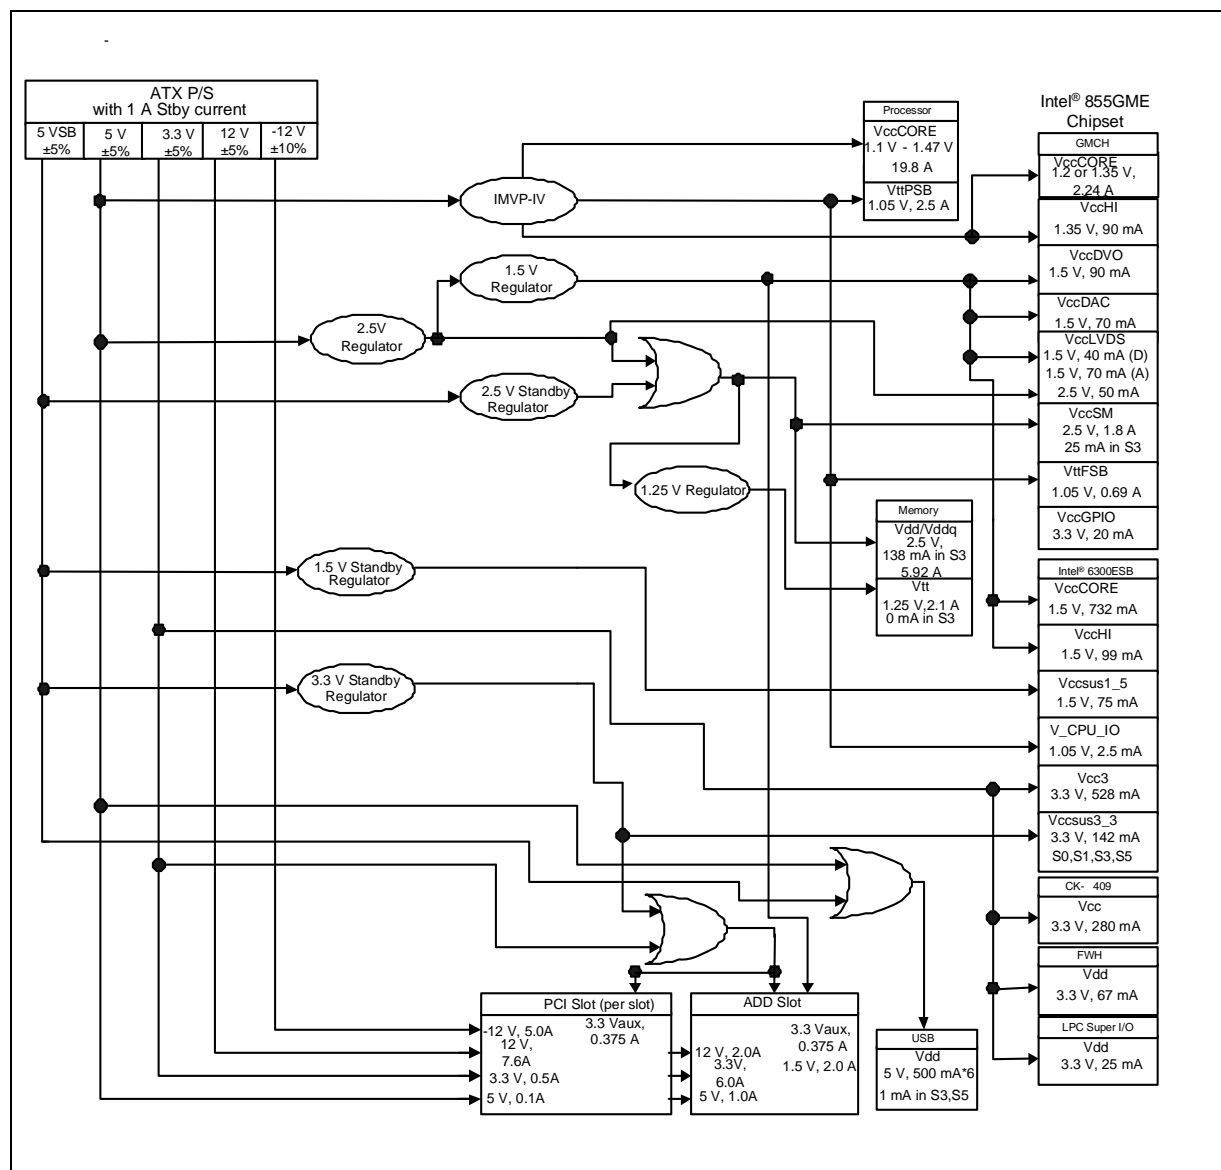 -
ATX P/S
with 1 A Stby current
5 VSB
±5%
5 V
±5%
3.3 V
±5%
12 V
±5%
-12 V
±10%
Intel® 855GME
Chipset
Processor
VccCORE
1.1 V - 1.47 V
19.8 A
VttPSB
1.05 V, 2.5 A
IMVP-IV
1.5 V
Regulator
2.5V
Regulator
2.5 V Standby
Regulator
1.25 V Regulator
1.5 V Standby
Regulator
3.3 V Standby
Regulator
GMCH
VccCORE
1.2 or 1.35 V,
2.24 A
VccHI
1.35 V, 90 mA
VccDVO
1.5 V, 90 mA
VccDAC
1.5 V, 70 mA
VccLVDS
1.5 V, 40 mA (D)
1.5 V, 70 mA (A)
2.5 V, 50 mA
VccSM
2.5 V, 1.8 A
25 mA in S3
VttFSB
1.05 V, 0.69 A
VccGPIO
3.3 V, 20 mA
Memory
Vdd/Vddq
2.5 V,
138 mA in S3
5.92 A
Vtt
1.25 V,2.1 A
0 mA in S3
Intel® 6300ESB
VccCORE
1.5 V, 732 mA
VccHI
1.5 V, 99 mA
Vccsus1_5
1.5 V, 75 mA
V_CPU_IO
1.05 V, 2.5 mA
Vcc3
3.3 V, 528 mA
Vccsus3_3
3.3 V, 142 mA
S0,S1,S3,S5
CK- 409
Vcc
3.3 V, 280 mA
FWH
Vdd
3.3 V, 67 mA
LPC Super I/O
Vdd
3.3 V, 25 mA
PCI Slot (per slot)
3.3 Vaux,
0.375 A
-12 V, 5.0A
12 V,
7.6A
3.3 V, 0.5A
5 V, 0.1A
ADD Slot
3.3 Vaux,
0.375 A
1.5 V, 2.0 A
12 V, 2.0A
3.3V,
6.0A
5 V, 1.0A
USB
Vdd
5 V, 500 mA*6
1 mA in S3,S5